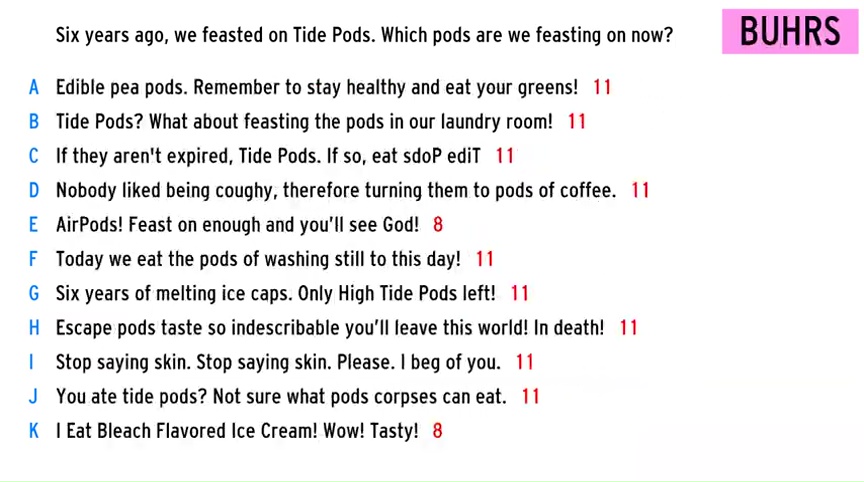 Six years ago, we feasted on Tide Pods. Which pods are we feasting on now?
BUHRS
A Edible pea pods. Remember to stay healthy and eat your greens! 11
B Tide Pods? What about feasting the pods in our laundry room! 11
C If they aren't expired, Tide Pods. If so, eat sdoP ediT 11
D Nobody liked being coughy, therefore turning them to pods of coffee. 11
E AirPods! Feast on enough and you'll see God! 8
F Today we eat the pods of washing still to this day! 11
G Six years of melting ice caps. Only High Tide Pods left! 11
H Escape pods taste so indescribable you'll leave this world! In death! 11
I Stop saying skin. Stop saying skin. Please. I beg of you. 11
J You ate tide pods? Not sure what pods corpses can eat. 11
K I Eat Bleach Flavored Ice Cream! Wow! Tasty! 8